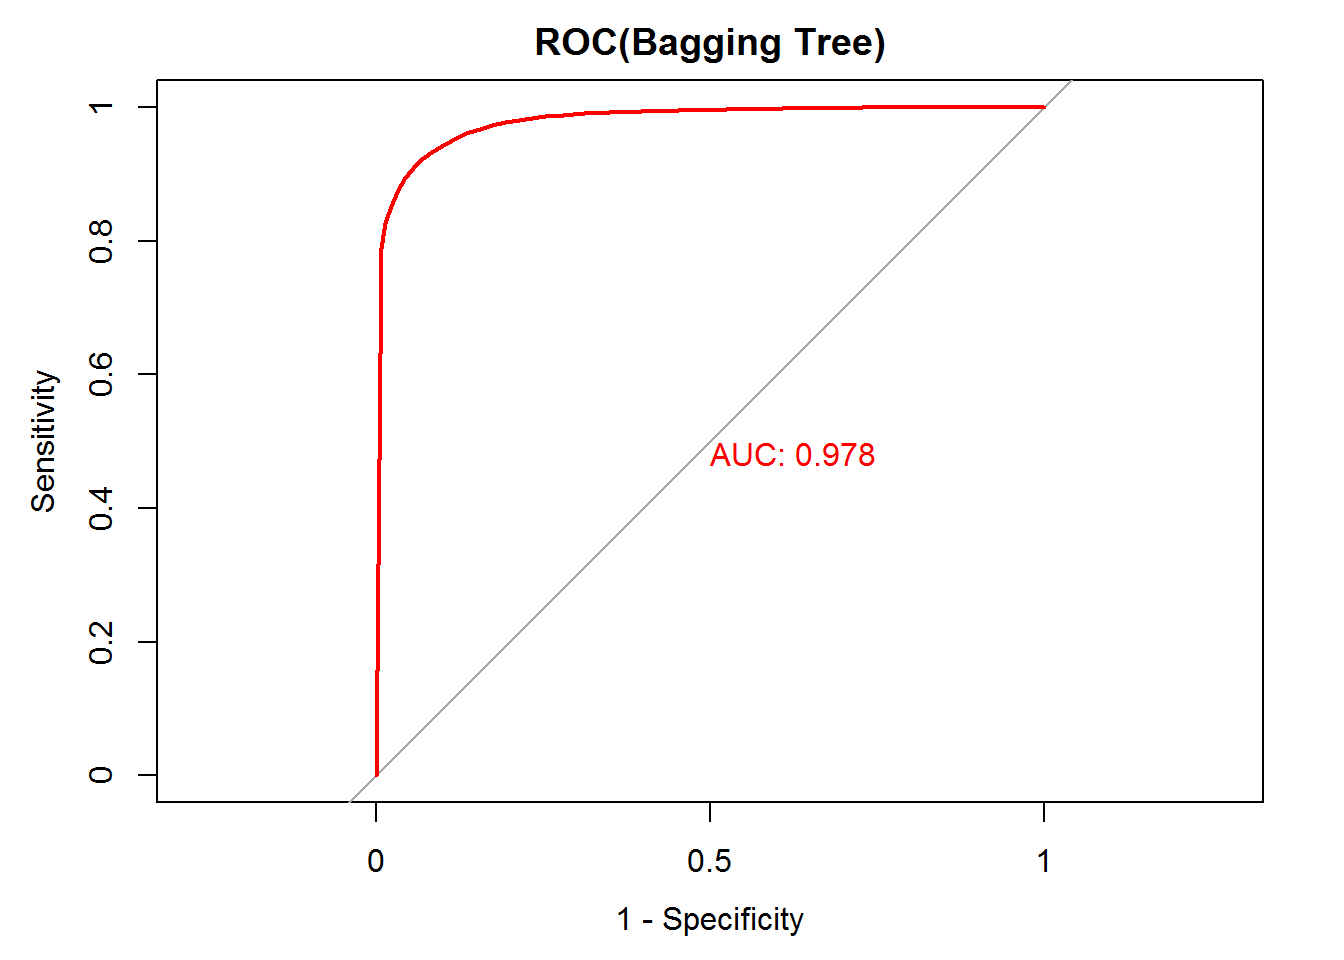 ROC(Bagging Tree)
1
0.8
0.6
0.4
0.2
0
Sensitivity
AUC: 0.978
0
0.5
1
1 - Specificity